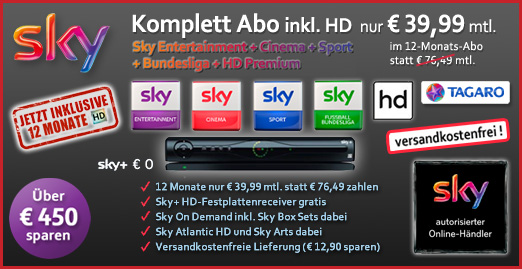 sky
Komplett Abo inkl. HD nur € 39,99 mtl.
Sky Entertainment + Cinema + Sport
+ Bundesliga + HD Premium
im 12-Monats-Abo
statt € 76,49 mtl.
JETZT INKLUSIVE
12 MONATE HD
sky
ENTERTAINMENT
sky
CINEMA
sky
SPORT
sky
FUSSBALL
BUNDESLIGA
hd
TAGARO
versandkostenfrei !
sky+ € 0
Über
€ 450
sparen
12 Monate nur € 39,99 mtl. statt € 76,49 zahlen
Sky+ HD-Festplattenreceiver gratis
Sky On Demand inkl. Sky Box Sets dabei
Sky Atlantic HD und Sky Arts dabei
Versandkostenfreie Lieferung (€ 12,90 sparen)
sky
autorisierter
Online-Händler